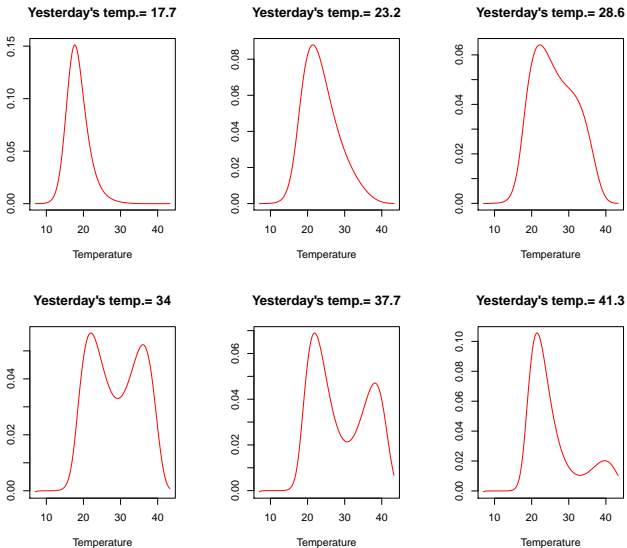 Yesterday's temp.= 17.7
0.00 0.05 0.10 0.15
10 20 30 40
Temperature
Yesterday's temp.= 23.2
0.00 0.02 0.04 0.06 0.08
10 20 30 40
Temperature
Yesterday's temp.= 28.6
0.00 0.02 0.04 0.06
10 20 30 40
Temperature
Yesterday's temp.= 34
0.00 0.02 0.04
10 20 30 40
Temperature
Yesterday's temp.= 37.7
0.00 0.02 0.04 0.06
10 20 30 40
Temperature
Yesterday's temp.= 41.3
0.00 0.02 0.04 0.06 0.08 0.10
10 20 30 40
Temperature